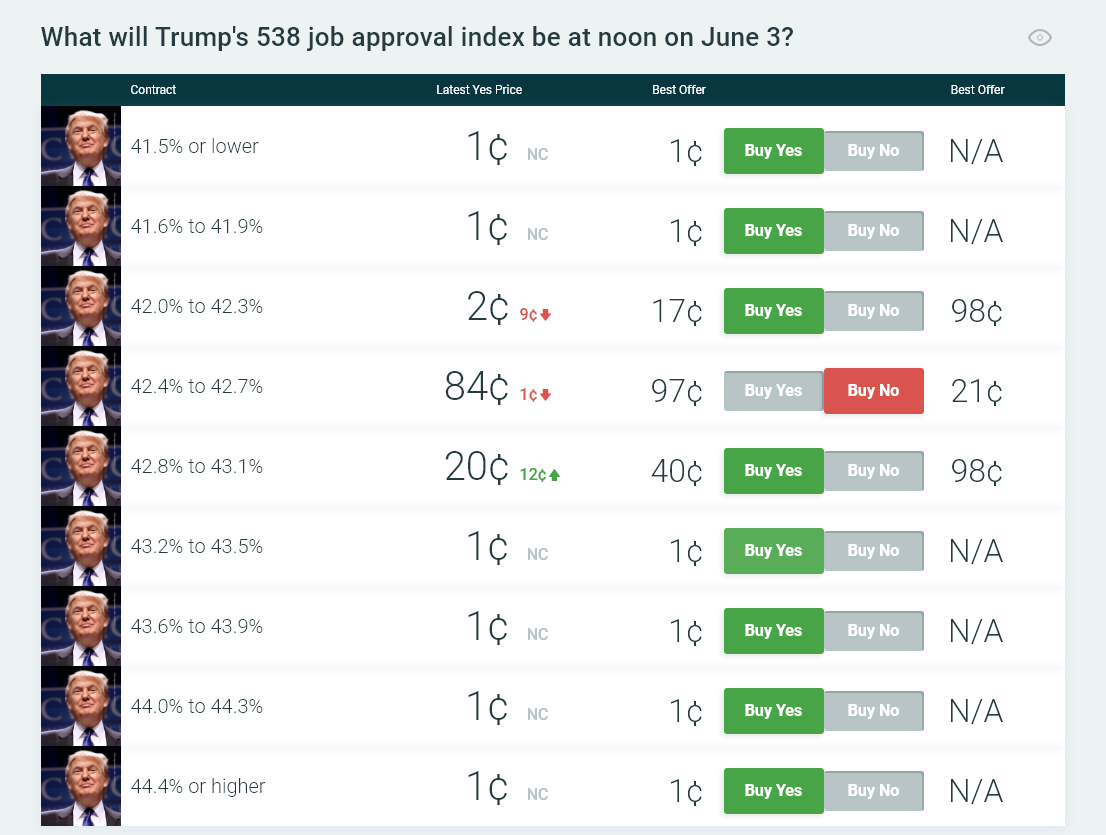 What will Trump's 538 job approval index be at noon on June 3?
Contract Latest Yes Price Best Offer Best Offer
41.5% or lower 1¢ NC 1¢ Buy Yes Buy No N/A
41.6% to 41.9% 1¢ NC 1¢ Buy Yes Buy No N/A
42.0% to 42.3% 2¢ 9¢ 17¢ Buy Yes Buy No 98¢
42.4% to 42.7% 84¢ 1¢ 97¢ Buy Yes Buy No 21¢
42.8% to 43.1% 20¢ 12¢ 40¢ Buy Yes Buy No 98¢
43.2% to 43.5% 1¢ NC 1¢ Buy Yes Buy No N/A
43.6% to 43.9% 1¢ NC 1¢ Buy Yes Buy No N/A
44.0% to 44.3% 1¢ NC 1¢ Buy Yes Buy No N/A
44.4% or higher 1¢ NC 1¢ Buy Yes Buy No N/A